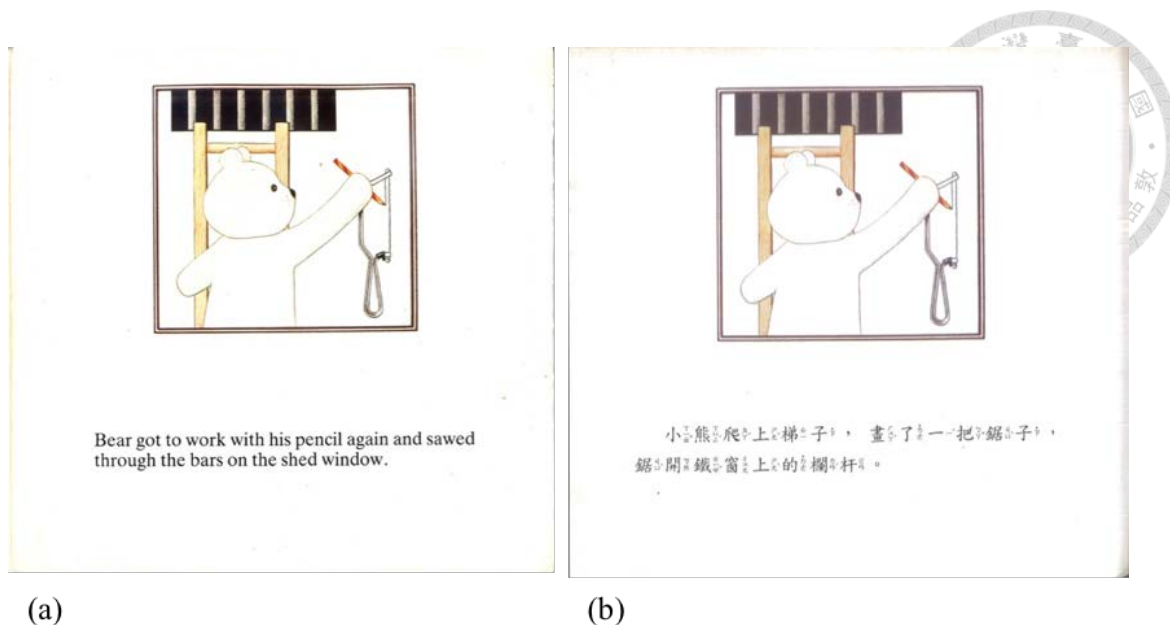 Bear got to work with his pencil again and sawed
through the bars on the shed window.
小熊爬上梯子，畫了一把鋸子，
鋸開鐵窗上的欄杆。
(a)
(b)